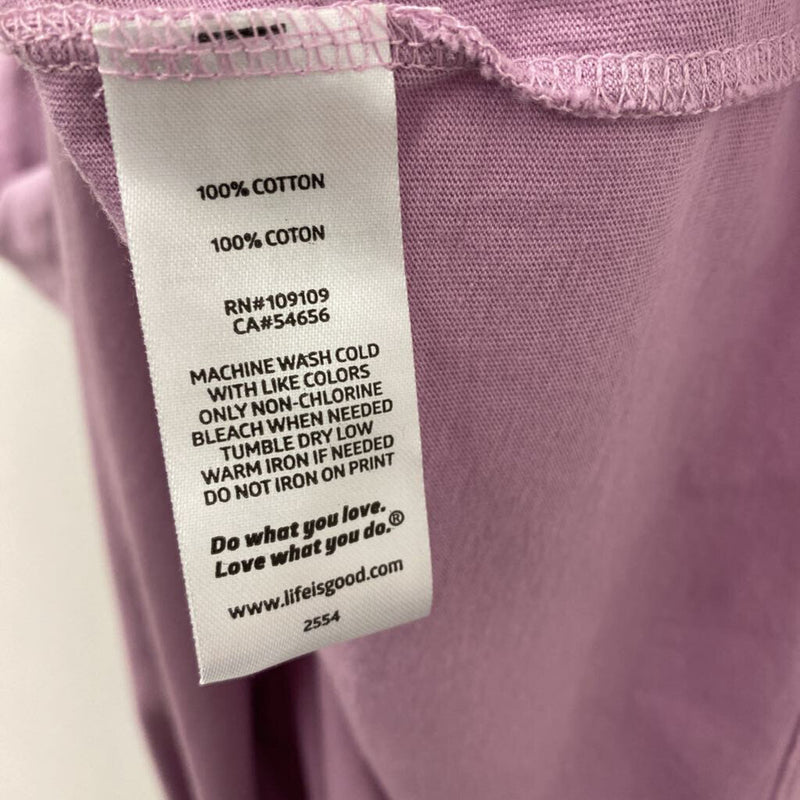 100% COTTON
100% COTON
RN#109109
CA#54656
MACHINE WASH COLD
WITH LIKE COLORS
ONLY NON-CHLORINE
BLEACH WHEN NEEDED
TUMBLE DRY LOW
WARM IRON IF NEEDED
DO NOT IRON ON PRINT
Do what you love.
Love what you do.®
www.lifeisgood.com
2554